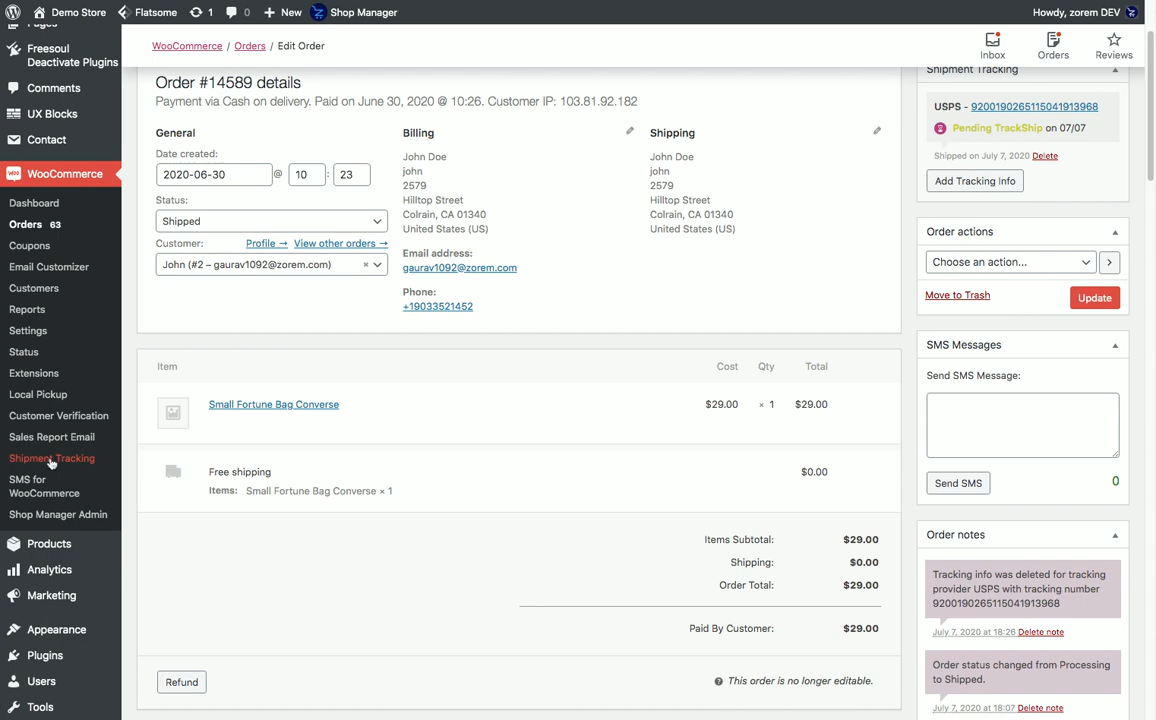 Demo Store
Flatsome
1
0
New
Shop Manager
Howdy, zorem DEV
Pages
Freesoul
Deactivate Plugins
Comments
UX Blocks
Contact
WooCommerce
Dashboard
Orders 63
Coupons
Email Customizer
Customers
Reports
Settings
Status
Extensions
Local Pickup
Customer Verification
Sales Report Email
Shipment Tracking
SMS for
WooCommerce
Shop Manager Admin
Products
Analytics
Marketing
Appearance
Plugins
Users
Tools
WooCommerce / Orders / Edit Order
Inbox
Orders
Reviews
Order #14589 details
Payment via Cash on delivery. Paid on June 30, 2020 @ 10:26. Customer IP: 103.81.92.182
General
Date created:
2020-06-30 @ 10 : 23
Status:
Shipped
Customer: Profile → View other orders →
John (#2 – gaurav1092@zorem.com) ×
Billing
John Doe
john
2579
Hilltop Street
Colrain, CA 01340
United States (US)
Email address:
gaurav1092@zorem.com
Phone:
+19033521452
Shipping
John Doe
john
2579
Hilltop Street
Colrain, CA 01340
United States (US)
Item Cost Qty Total
Small Fortune Bag Converse $29.00 × 1 $29.00
Free shipping $0.00
Items: Small Fortune Bag Converse × 1
Items Subtotal: $29.00
Shipping: $0.00
Order Total: $29.00
Paid By Customer: $29.00
Refund
This order is no longer editable.
Shipment Tracking
USPS - 9200190265115041913968
Pending TrackShip on 07/07
Shipped on July 7, 2020 Delete
Add Tracking Info
Order actions
Choose an action...
Move to Trash
Update
SMS Messages
Send SMS Message:
Send SMS
0
Order notes
Tracking info was deleted for tracking
provider USPS with tracking number
9200190265115041913968
July 7, 2020 at 18:26 Delete note
Order status changed from Processing
to Shipped.
July 7, 2020 at 18:07 Delete note